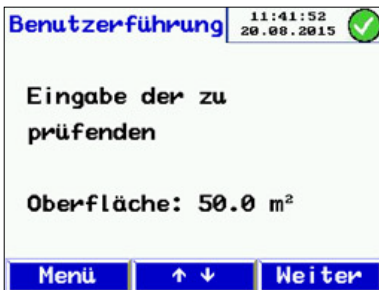 Benutzerführung 11:41:52
20.08.2015
Eingabe der zu
prüfenden
Oberfläche: 50.0 m²
Menü ↑ ↓ Weiter